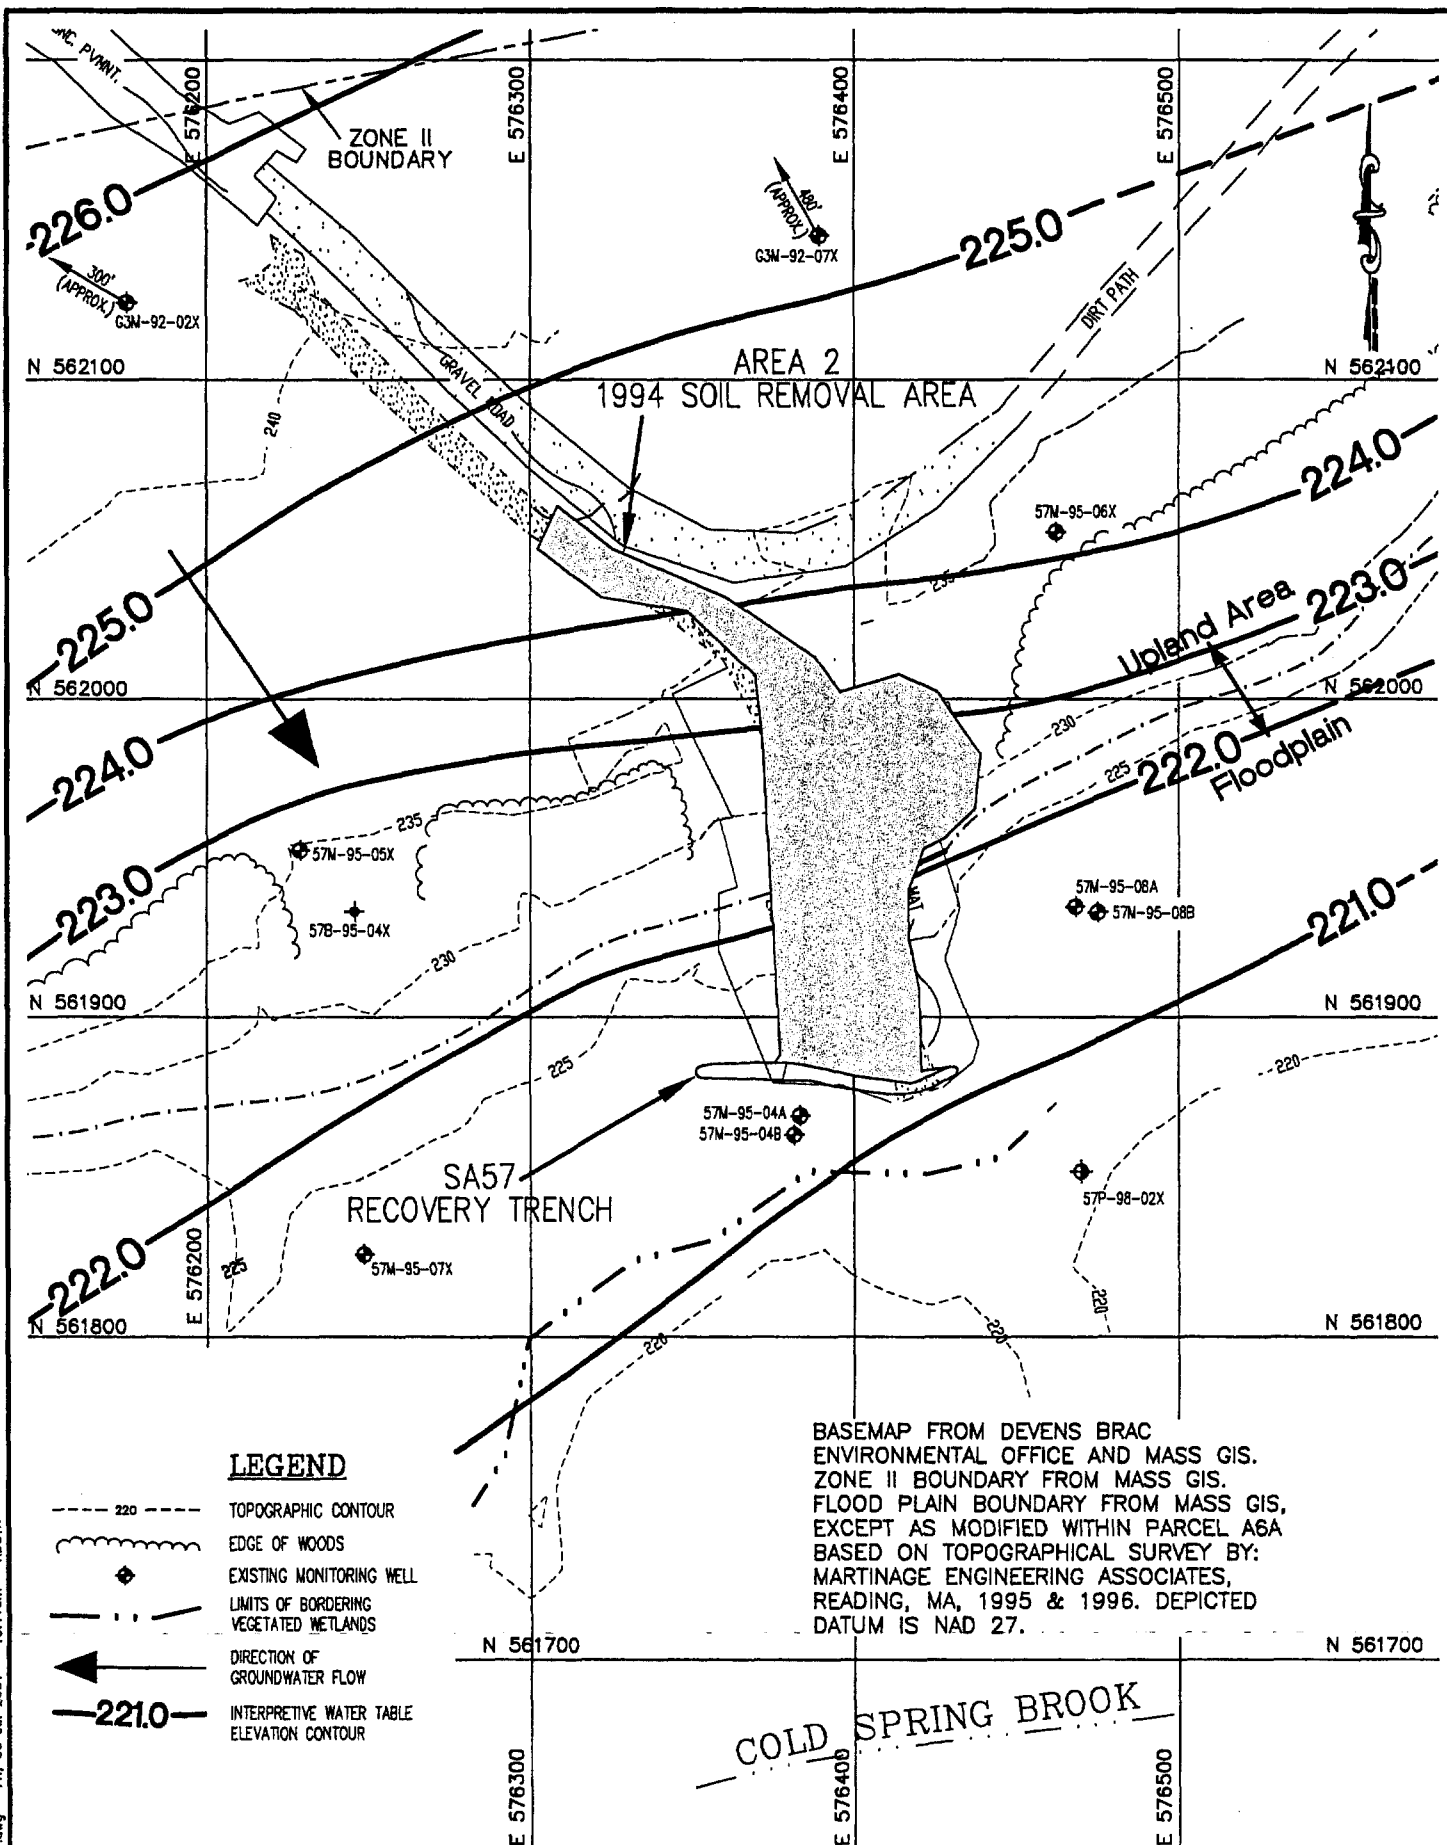 PVMNT.
E 576200
E 576300
E 576400
E 576500
ZONE II
BOUNDARY
226.0
300'
(APPROX.)
G3M-92-02X
480'
(APPROX.)
G3M-92-07X
225.0
DIRT PATH
N 562100
N 562100
AREA 2
1994 SOIL REMOVAL AREA
GRAVEL ROAD
240
224.0
57M-95-06X
235
225.0
Upland Area
223.0
N 562000
N 562000
230
222.0
Floodplain
225
224.0
235
57M-95-05X
223.0
57B-95-04X
230
MAT
57M-95-08A
57M-95-08B
221.0
N 561900
N 561900
225
220
57M-95-04A
57M-95-04B
SA57
RECOVERY TRENCH
57P-98-02X
222.0
E 576200
225
57M-95-07X
220
220
220
N 561800
N 561800
LEGEND
220 TOPOGRAPHIC CONTOUR
EDGE OF WOODS
EXISTING MONITORING WELL
LIMITS OF BORDERING
VEGETATED WETLANDS
DIRECTION OF
GROUNDWATER FLOW
221.0 INTERPRETIVE WATER TABLE
ELEVATION CONTOUR
BASEMAP FROM DEVENS BRAC
ENVIRONMENTAL OFFICE AND MASS GIS.
ZONE II BOUNDARY FROM MASS GIS.
FLOOD PLAIN BOUNDARY FROM MASS GIS,
EXCEPT AS MODIFIED WITHIN PARCEL A6A
BASED ON TOPOGRAPHICAL SURVEY BY:
MARTINAGE ENGINEERING ASSOCIATES,
READING, MA, 1995 & 1996. DEPICTED
DATUM IS NAD 27.
N 561700
N 561700
COLD SPRING BROOK
E 576300
E 576400
E 576500